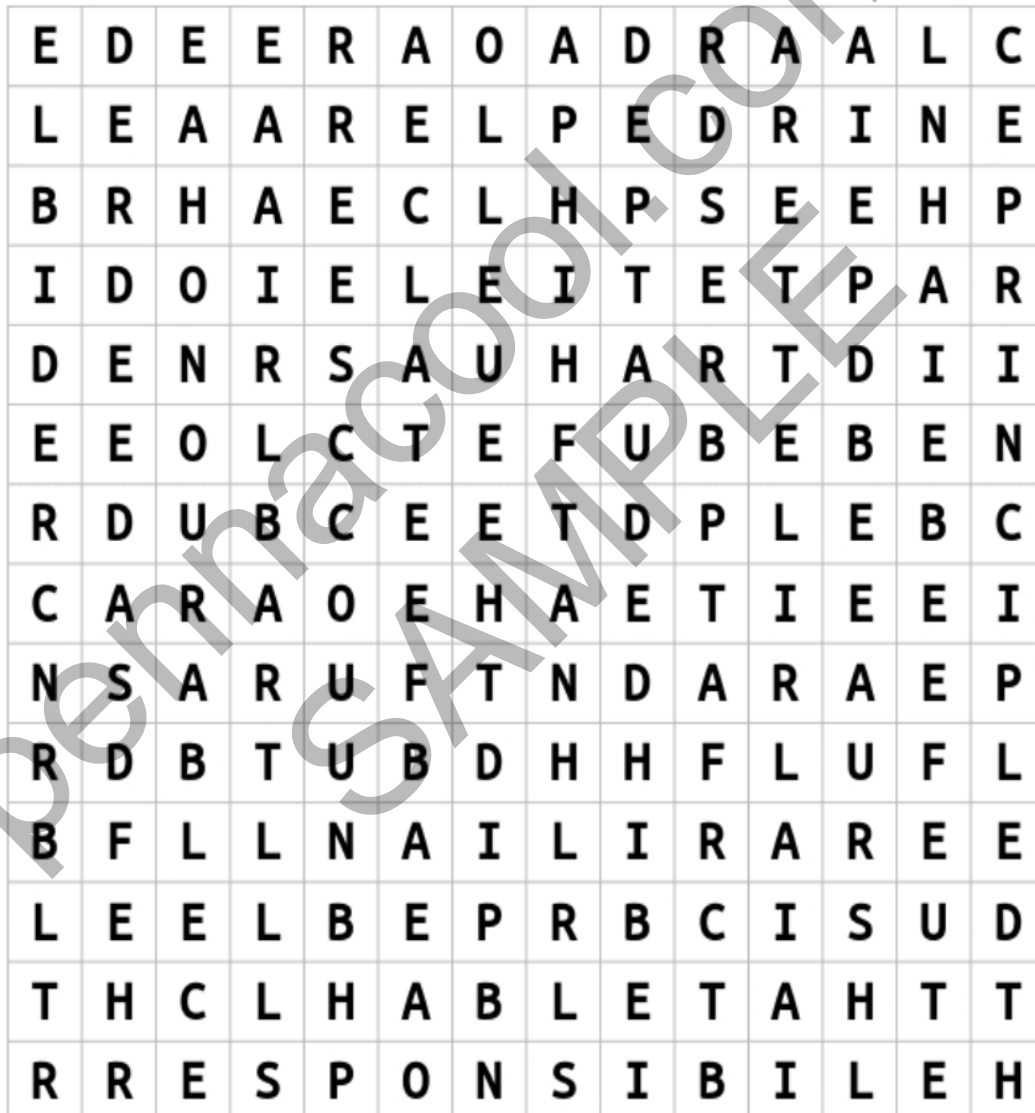 E D E E R A O A D R A A L C
L E A A R E L P E D R I N E
B R H A E C L H P S E E H P
I D O I E L E I T E T P A R
D E N R S A U H A R T D I I
E E O L C T E F U B E B E N
R D U B C E E T D P L E B C
C A R A O E H A E T I E E I
N S A R U F T N D A R A E P
R D B T U B D H H F L U F L
B F L L N A I L I R A R E E
L E E L B E P R B C I S U D
T H C L H A B L E T A H T T
R R E S P O N S I B I L E H
pennacool.com
SAMPLE